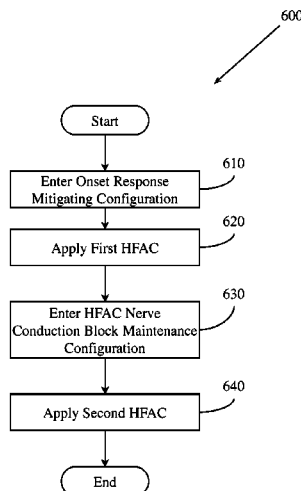 600
Start
610
Enter Onset Response
Mitigating Configuration
620
Apply First HFAC
630
Enter HFAC Nerve
Conduction Block Maintenance
Configuration
640
Apply Second HFAC
End